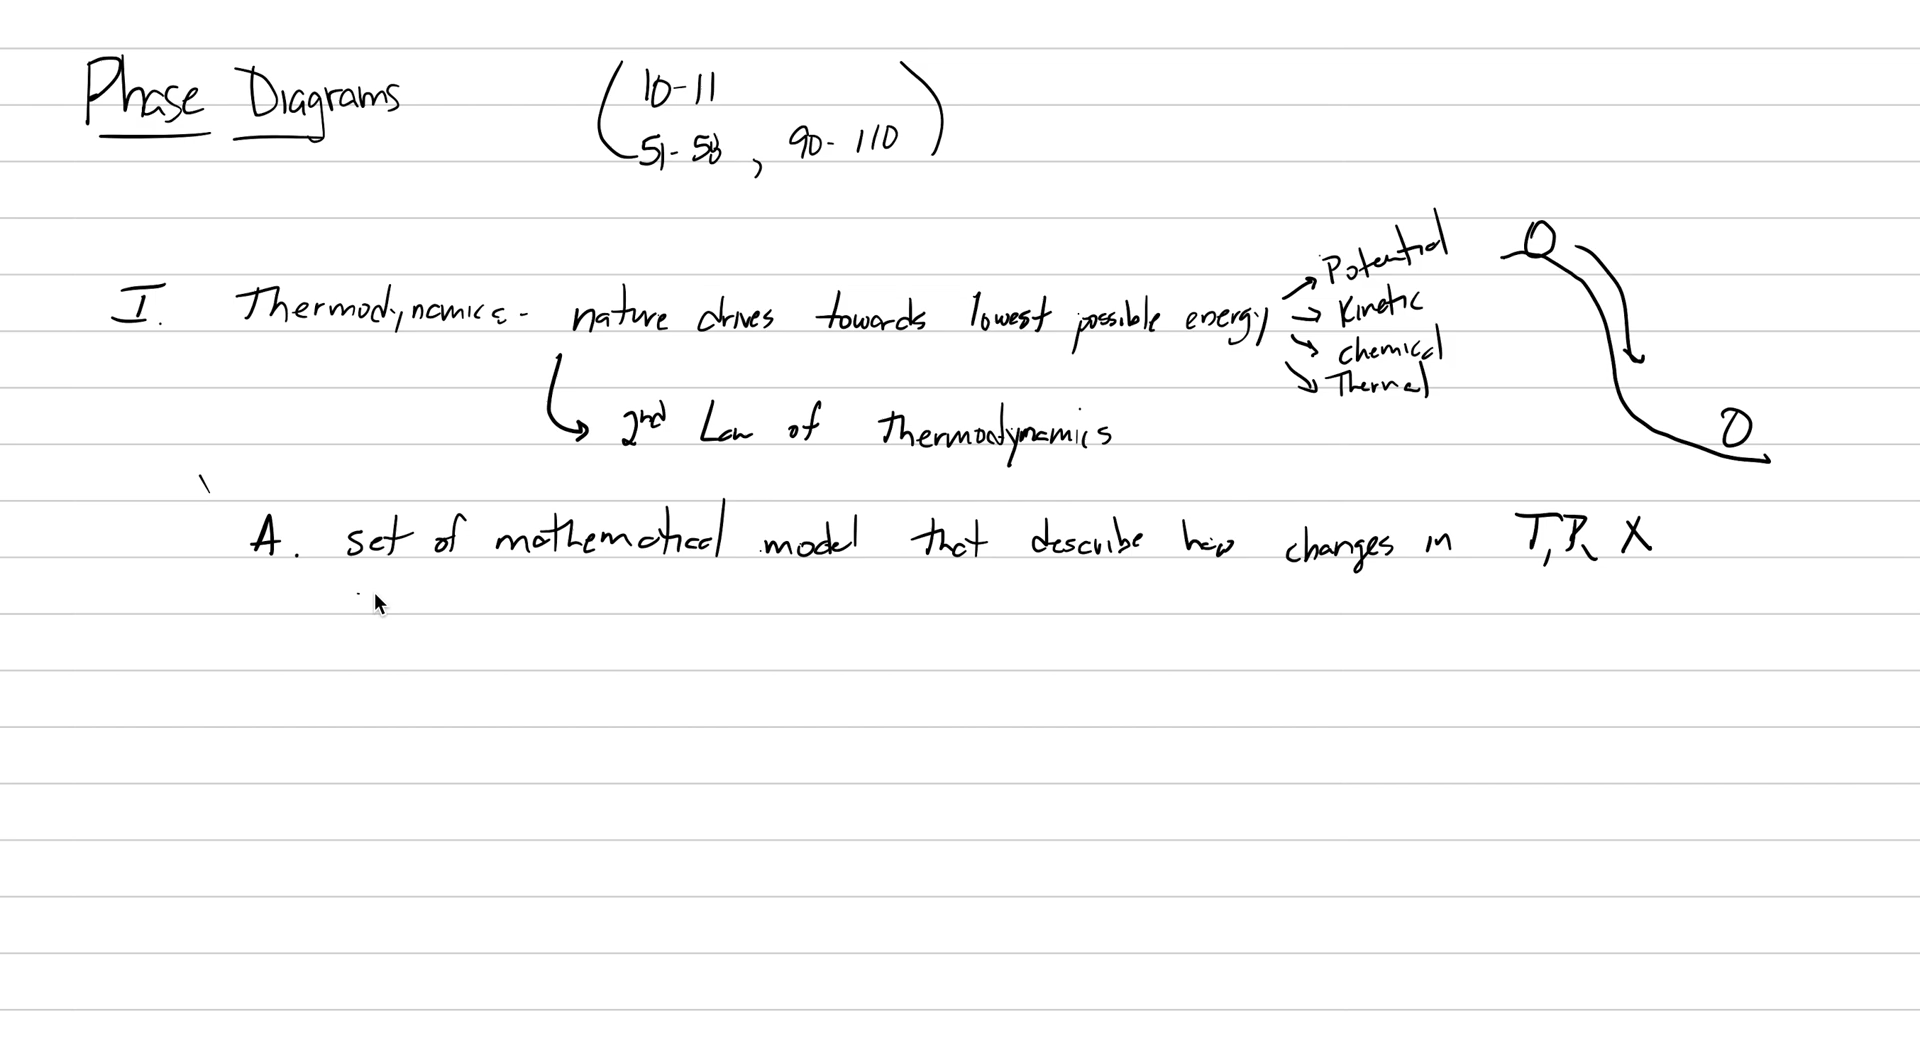 Phase Diagrams (10-11
51-58, 90-110)
I. Thermodynamics - nature drives towards lowest possible energy → Potential
→ Kinetic
→ chemical
→ Thermal
↳ 2nd Law of thermodynamics
A. set of mathematical model that describe how changes in T, P, X